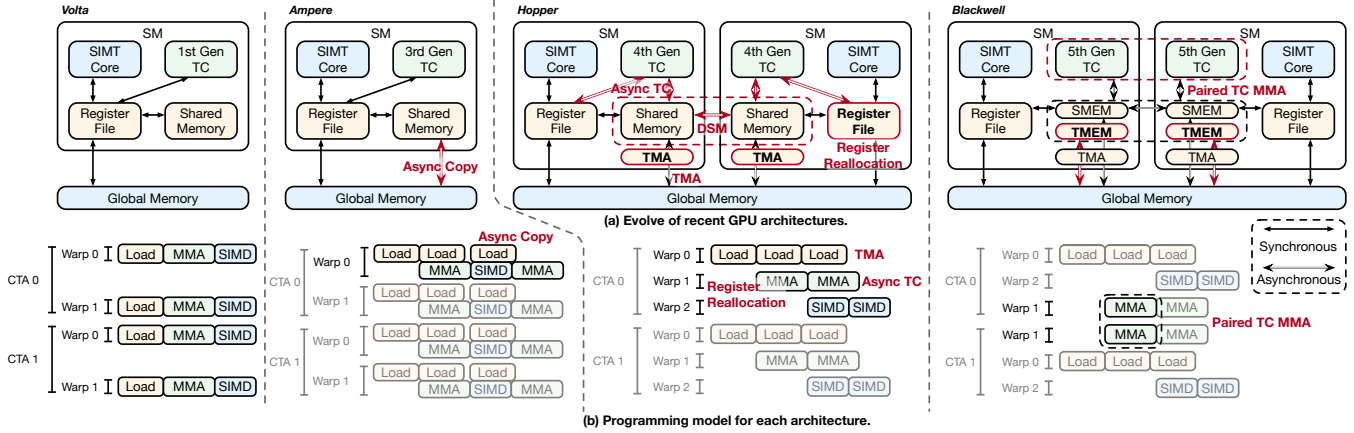 Volta
SM
SIMT
Core
1st Gen
TC
Register
File
Shared
Memory
Global Memory
Ampere
SM
SIMT
Core
3rd Gen
TC
Register
File
Shared
Memory
Async Copy
Global Memory
Hopper
SM
SM
SIMT
Core
4th Gen
TC
4th Gen
TC
SIMT
Core
Async TC
Register
File
Shared
Memory
DSM
Shared
Memory
Register
File
Register
Reallocation
TMA
TMA
TMA
Global Memory
Blackwell
SM
SM
SIMT
Core
5th Gen
TC
5th Gen
TC
SIMT
Core
Paired TC MMA
Register
File
SMEM
SMEM
Register
File
TMEM
TMEM
TMA
TMA
Global Memory
(a) Evolve of recent GPU architectures.
CTA 0
Warp 0
Load MMA SIMD
Warp 1
Load MMA SIMD
CTA 1
Warp 0
Load MMA SIMD
Warp 1
Load MMA SIMD
Async Copy
CTA 0
Warp 0
Load Load Load
MMA SIMD MMA
Warp 1
Load Load Load
MMA SIMD MMA
CTA 1
Warp 0
Load Load Load
MMA SIMD MMA
Warp 1
Load Load Load
MMA SIMD MMA
CTA 0
Warp 0
Load Load Load
TMA
Warp 1
MMA MMA
Async TC
Register
Reallocation
Warp 2
SIMD SIMD
CTA 1
Warp 0
Load Load Load
Warp 1
MMA MMA
Warp 2
SIMD SIMD
CTA 0
Warp 0
Load Load Load
Warp 2
SIMD SIMD
Warp 1
MMA MMA
Warp 1
MMA MMA
Paired TC MMA
CTA 1
Warp 0
Load Load Load
Warp 2
SIMD SIMD
Synchronous
Asynchronous
(b) Programming model for each architecture.